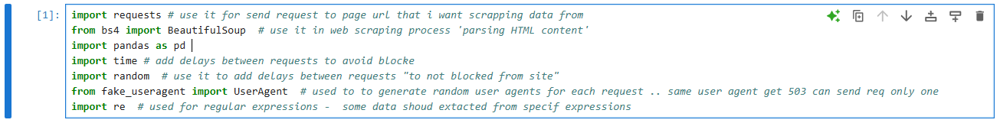 [1]: import requests # use it for send request to page url that i want scrapping data from
from bs4 import BeautifulSoup  # use it in web scraping process 'parsing HTML content'
import pandas as pd
import time # add delays between requests to avoid blocke
import random  # use it to add delays between requests "to not blocked from site"
from fake_useragent import UserAgent  # used to to generate random user agents for each request .. same user agent get 503 can send req only one
import re  # used for regular expressions -  some data shoud extacted from specif expressions